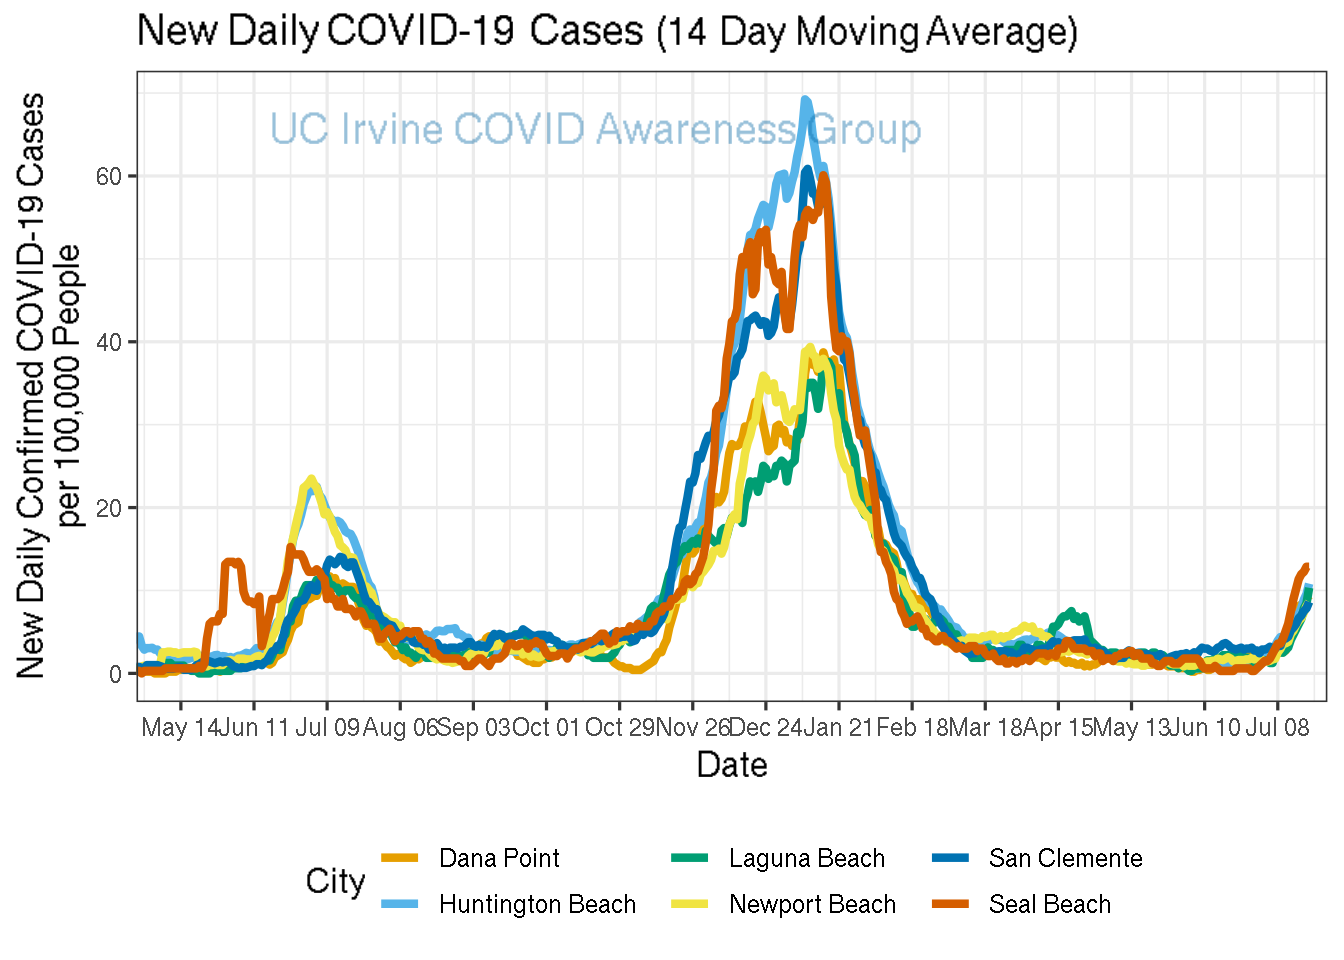 New Daily COVID-19 Cases (14 Day Moving Average)
UC Irvine COVID Awareness Group
New Daily Confirmed COVID-19 Cases
per 100,000 People
60
40
20
0
May 14 Jun 11 Jul 09 Aug 06 Sep 03 Oct 01 Oct 29 Nov 26 Dec 24 Jan 21 Feb 18 Mar 18 Apr 15 May 13 Jun 10 Jul 08
Date
City
Dana Point Laguna Beach San Clemente
Huntington Beach Newport Beach Seal Beach